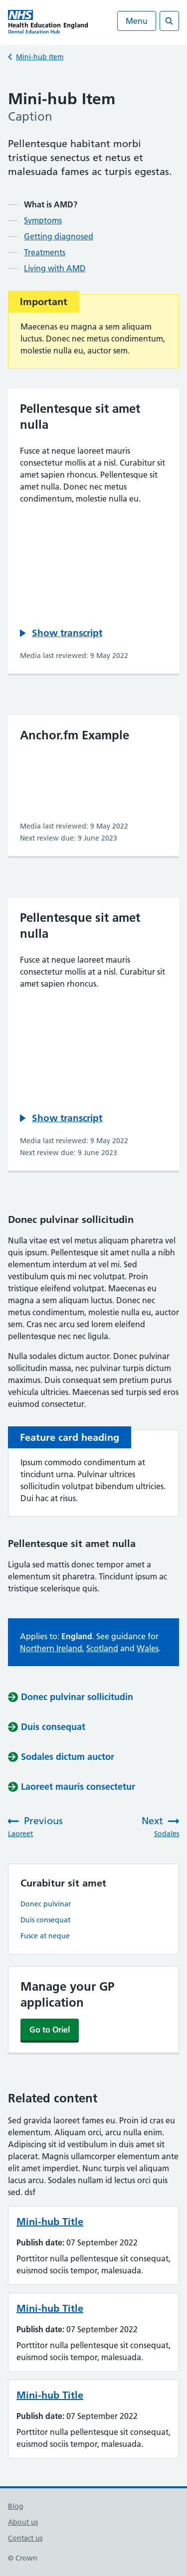 NHS
Health Education England
Dental Education Hub
Menu
Mini-hub Item
Mini-hub Item
Caption
Pellentesque habitant morbi
tristique senectus et netus et
malesuada fames ac turpis egestas.
— What is AMD?
— Symptoms
— Getting diagnosed
— Treatments
— Living with AMD
Important
Maecenas eu magna a sem aliquam
luctus. Donec nec metus condimentum,
molestie nulla eu, auctor sem.
Pellentesque sit amet
nulla
Fusce at neque laoreet mauris
consectetur mollis at a nisl. Curabitur sit
amet sapien rhoncus. Pellentesque sit
amet nulla. Donec nec metus
condimentum, molestie nulla eu.
Show transcript
Media last reviewed: 9 May 2022
Anchor.fm Example
Media last reviewed: 9 May 2022
Next review due: 9 June 2023
Pellentesque sit amet
nulla
Fusce at neque laoreet mauris
consectetur mollis at a nisl. Curabitur sit
amet sapien rhoncus.
Show transcript
Media last reviewed: 9 May 2022
Next review due: 9 June 2023
Donec pulvinar sollicitudin
Nulla vitae est vel metus aliquam pharetra vel
quis ipsum. Pellentesque sit amet nulla a nibh
elementum interdum at vel mi. Sed
vestibulum quis mi nec volutpat. Proin
tristique eleifend volutpat. Maecenas eu
magna a sem aliquam luctus. Donec nec
metus condimentum, molestie nulla eu, auctor
sem. Cras nec arcu sed lorem eleifend
pellentesque nec nec ligula.
Nulla sodales dictum auctor. Donec pulvinar
sollicitudin massa, nec pulvinar turpis dictum
maximus. Duis consequat sem pretium purus
vehicula ultricies. Maecenas sed turpis sed eros
euismod consectetur.
Feature card heading
Ipsum commodo condimentum at
tincidunt urna. Pulvinar ultrices
sollicitudin volutpat bibendum ultricies.
Dui hac at risus.
Pellentesque sit amet nulla
Ligula sed mattis donec tempor amet a
elementum sit pharetra. Tincidunt ipsum ac
tristique scelerisque quis.
Applies to: England. See guidance for
Northern Ireland, Scotland and Wales.
Donec pulvinar sollicitudin
Duis consequat
Sodales dictum auctor
Laoreet mauris consectetur
Previous Next
Laoreet Sodales
Curabitur sit amet
Donec pulvinar
Duis consequat
Fusce at neque
Manage your GP
application
Go to Oriel
Related content
Sed gravida laoreet fames eu. Proin id cras eu
elementum. Aliquam orci, arcu nulla enim.
Adipiscing sit id vestibulum in duis amet sit
placerat. Magnis ullamcorper elementum enim
elit amet imperdiet. Nunc turpis vel aliquam
lacus arcu. Sodales nullam id lectus orci quis
sed. dsf
Mini-hub Title
Publish date: 07 September 2022
Porttitor nulla pellentesque sit consequat,
euismod sociis tempor, malesuada.
Mini-hub Title
Publish date: 07 September 2022
Porttitor nulla pellentesque sit consequat,
euismod sociis tempor, malesuada.
Mini-hub Title
Publish date: 07 September 2022
Porttitor nulla pellentesque sit consequat,
euismod sociis tempor, malesuada.
Blog
About us
Contact us
© Crown